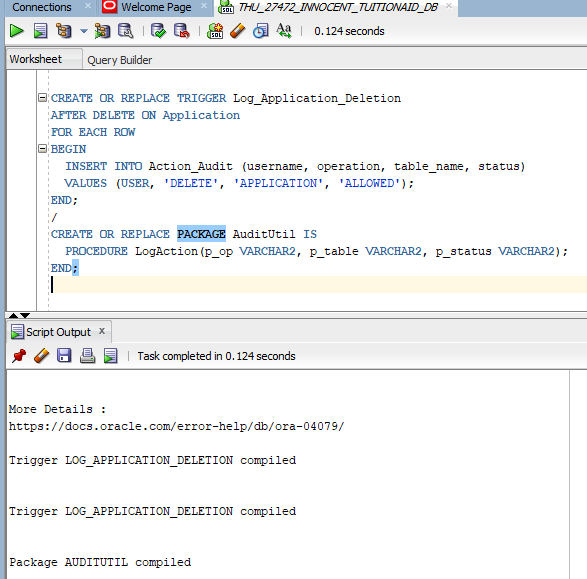 Connections
Welcome Page
THU_27472_INNOCENT_TUITIONAID_DB
0.124 seconds
Worksheet
Query Builder
CREATE OR REPLACE TRIGGER Log_Application_Deletion
AFTER DELETE ON Application
FOR EACH ROW
BEGIN
INSERT INTO Action_Audit (username, operation, table_name, status)
VALUES (USER, 'DELETE', 'APPLICATION', 'ALLOWED');
END;
/
CREATE OR REPLACE PACKAGE AuditUtil IS
PROCEDURE LogAction(p_op VARCHAR2, p_table VARCHAR2, p_status VARCHAR2);
END;
Script Output
Task completed in 0.124 seconds
More Details :
https://docs.oracle.com/error-help/db/ora-04079/
Trigger LOG_APPLICATION_DELETION compiled
Trigger LOG_APPLICATION_DELETION compiled
Package AUDITUTIL compiled